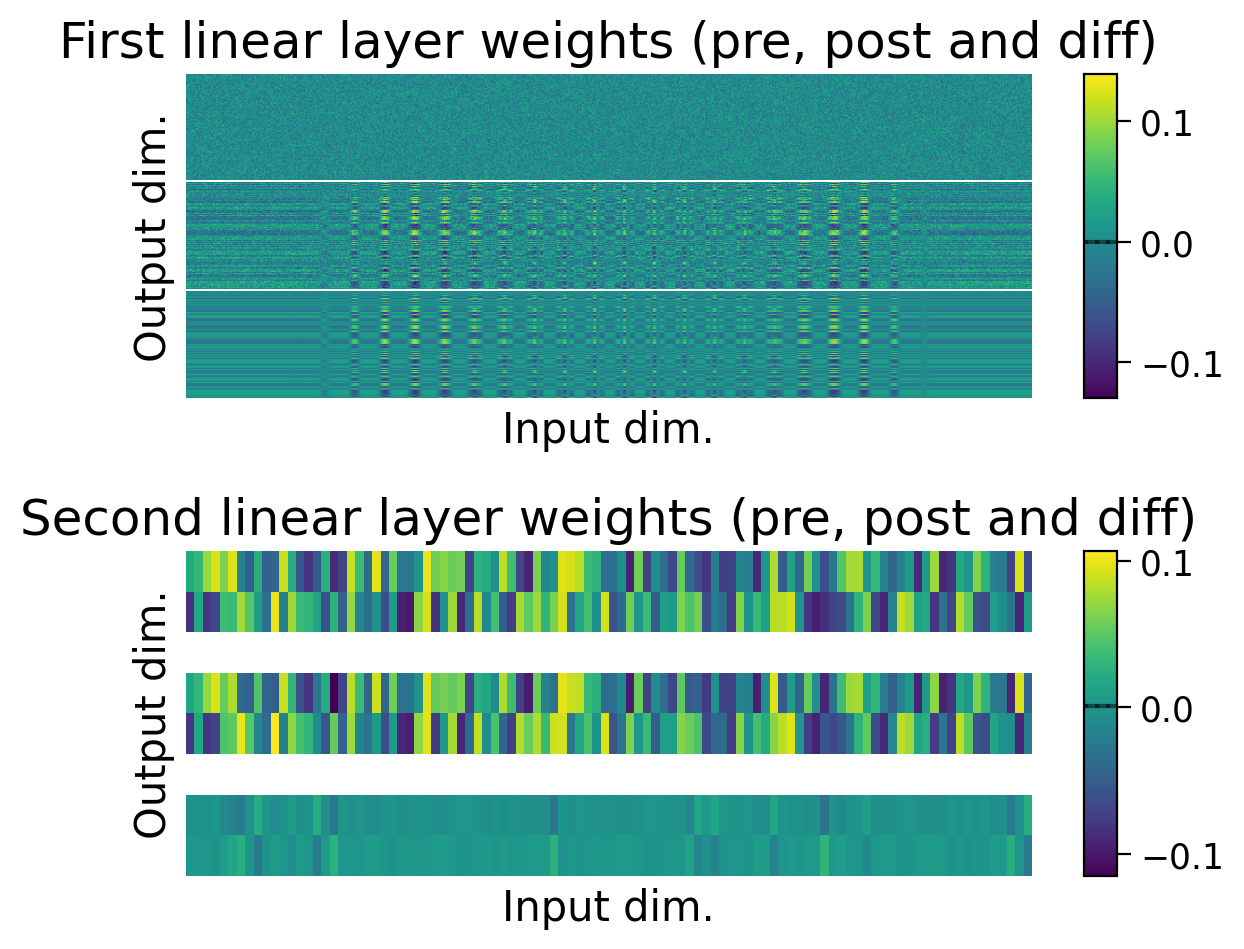 First linear layer weights (pre, post and diff)
Output dim.
0.1
0.0
−0.1
Input dim.
Second linear layer weights (pre, post and diff)
Output dim.
0.1
0.0
−0.1
Input dim.